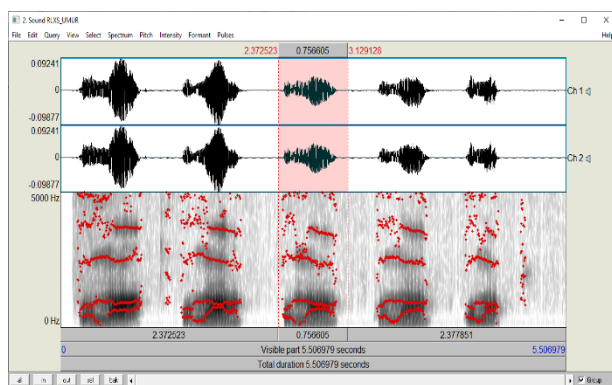 2. Sound RIXS_UMUR
File Edit Query View Select Spectrum Pitch Intensity Formant Pulses Help
2.372523 0.756605 3.129128
0.09241
0 Ch 1
-0.09877
0.09241
0 Ch 2
-0.09877
5000 Hz
0 Hz
2.372523 0.756605 2.377851
0 Visible part 5.506979 seconds 5.506979
Total duration 5.506979 seconds
all in out sel bak Group